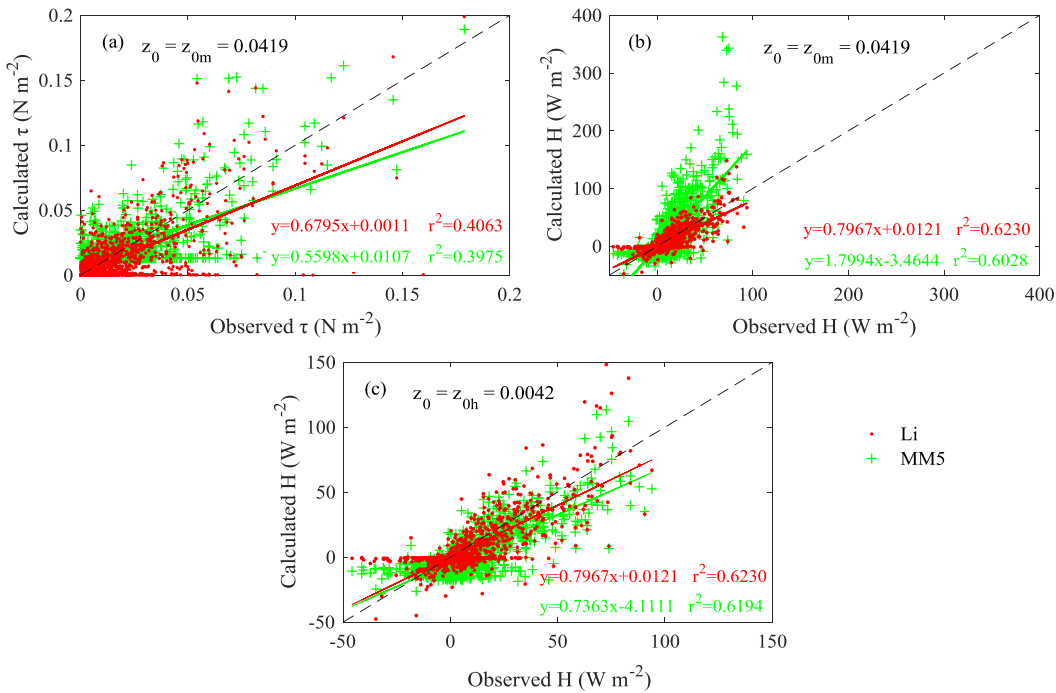 (a) z0 = z0m = 0.0419
Calculated τ (N m-2)
0.2
0.15
0.1
0.05
0
y=0.6795x+0.0011 r2=0.4063
y=0.5598x+0.0107 r2=0.3975
0 0.05 0.1 0.15 0.2
Observed τ (N m-2)
(b) z0 = z0m = 0.0419
Calculated H (W m-2)
400
300
200
100
0
y=0.7967x+0.0121 r2=0.6230
y=1.7994x-3.4644 r2=0.6028
0 100 200 300 400
Observed H (W m-2)
(c) z0 = z0h = 0.0042
Calculated H (W m-2)
150
100
50
0
-50
y=0.7967x+0.0121 r2=0.6230
y=0.7363x-4.1111 r2=0.6194
-50 0 50 100 150
Observed H (W m-2)
Li
MM5